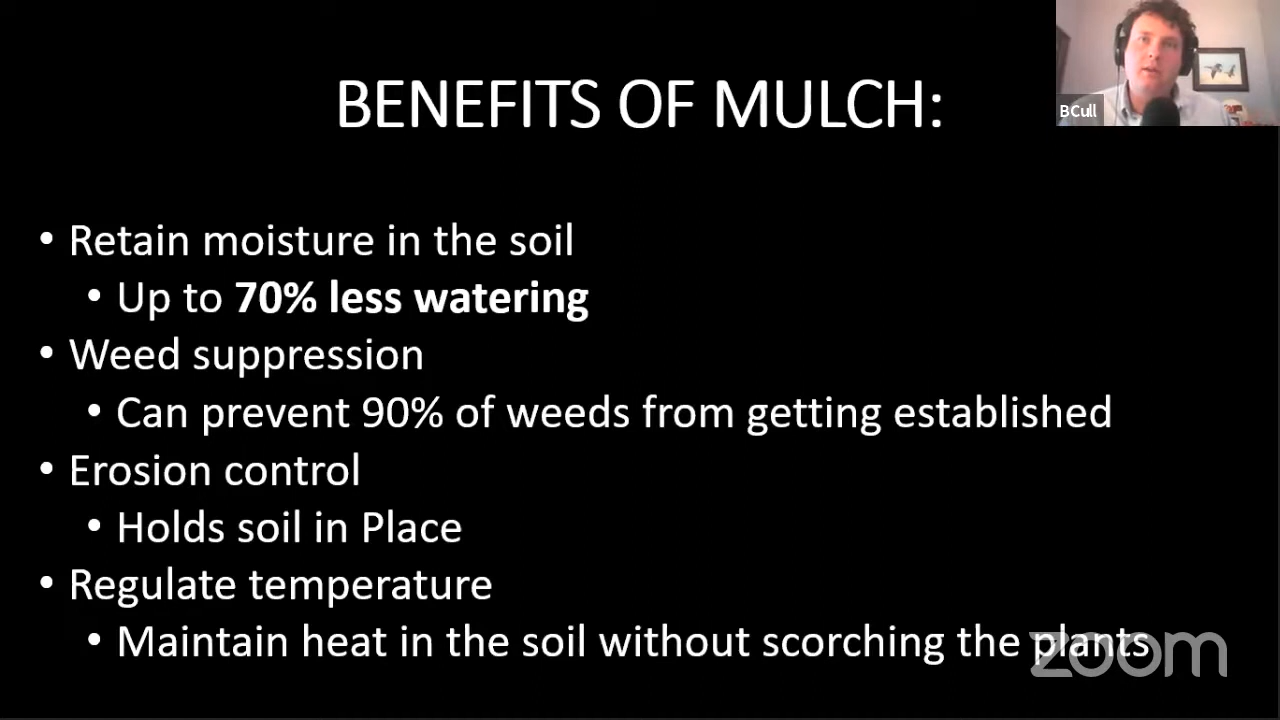 BENEFITS OF MULCH:
BCull
• Retain moisture in the soil
• Up to 70% less watering
• Weed suppression
• Can prevent 90% of weeds from getting established
• Erosion control
• Holds soil in Place
• Regulate temperature
• Maintain heat in the soil without scorching the plants
zoom